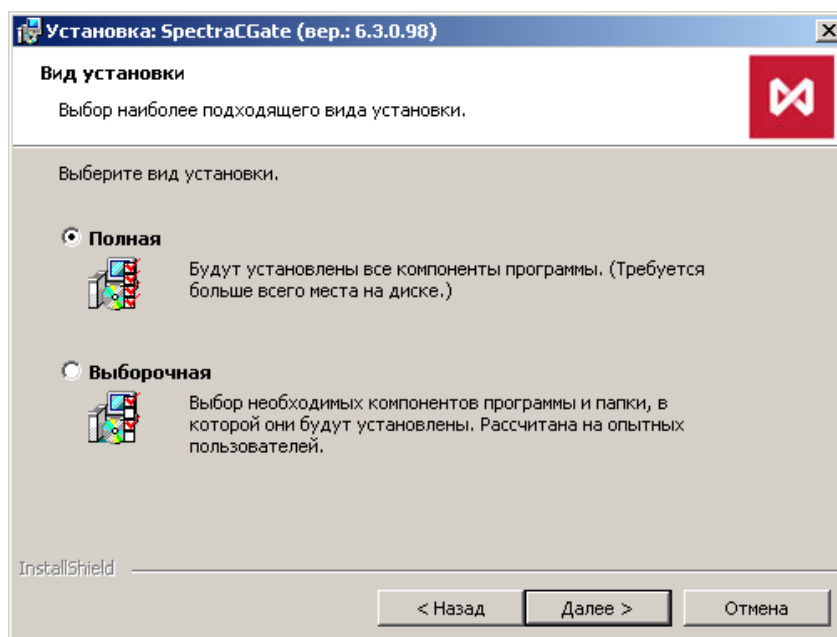 Установка: SpectraCGate (вер.: 6.3.0.98)
Вид установки
Выбор наиболее подходящего вида установки.
Выберите вид установки.
Полная
Будут установлены все компоненты программы. (Требуется
больше всего места на диске.)
Выборочная
Выбор необходимых компонентов программы и папки, в
которой они будут установлены. Рассчитана на опытных
пользователей.
InstallShield
< Назад
Далее >
Отмена